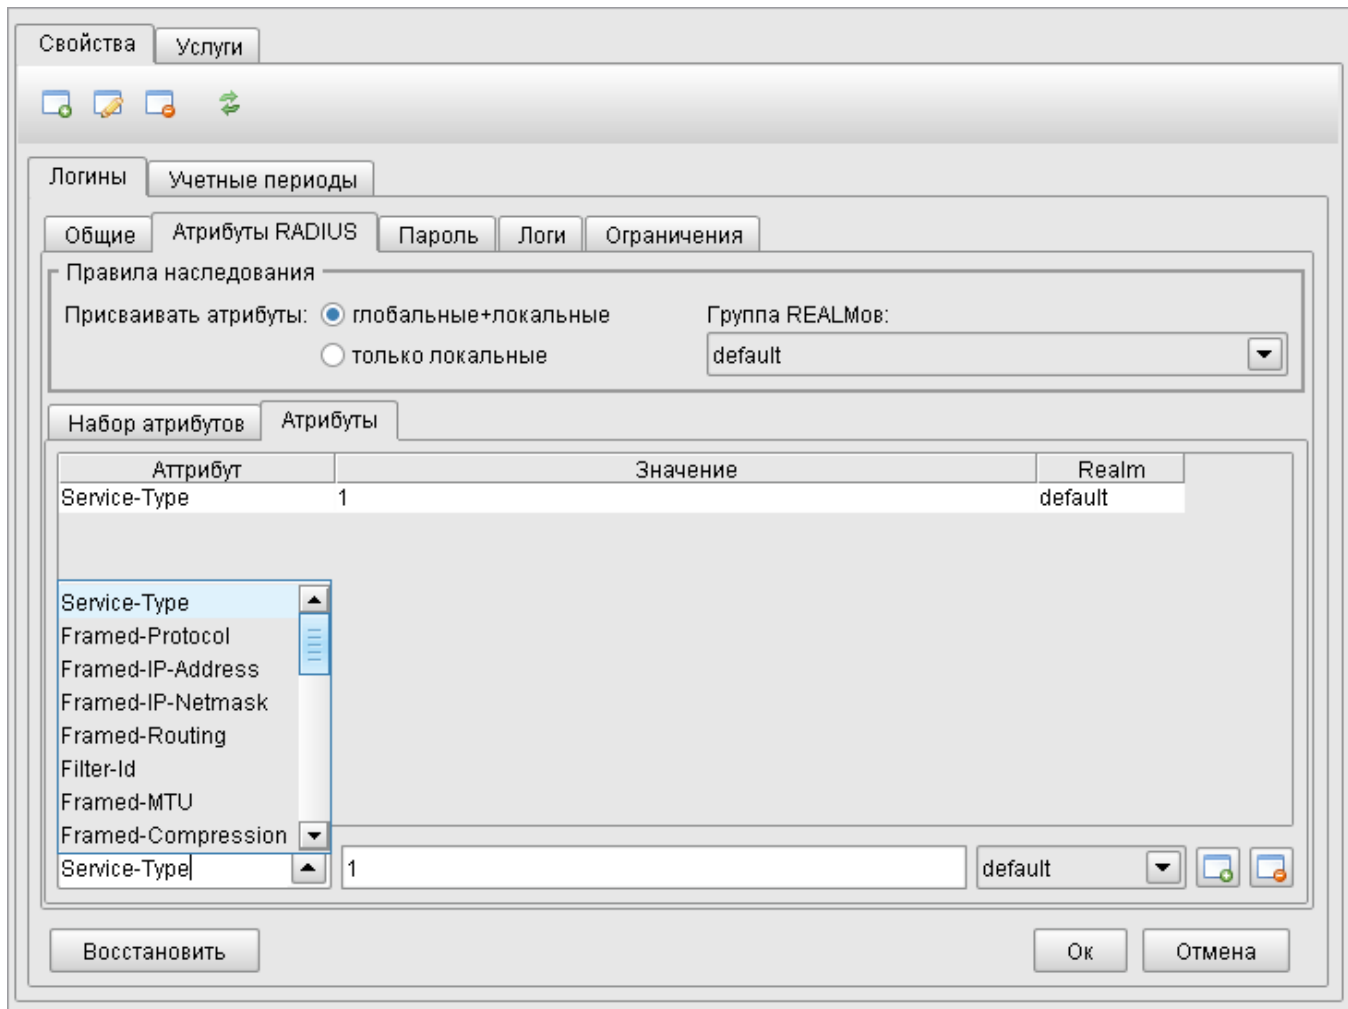 Свойства Услуги
Логины Учетные периоды
Общие Атрибуты RADIUS Пароль Логи Ограничения
Правила наследования
Присваивать атрибуты: глобальные+локальные Группа REALMов:
только локальные default
Набор атрибутов Атрибуты
Аттрибут Значение Realm
Service-Type 1 default
Service-Type
Framed-Protocol
Framed-IP-Address
Framed-IP-Netmask
Framed-Routing
Filter-Id
Framed-MTU
Framed-Compression
Service-Type 1 default
Восстановить Ок Отмена